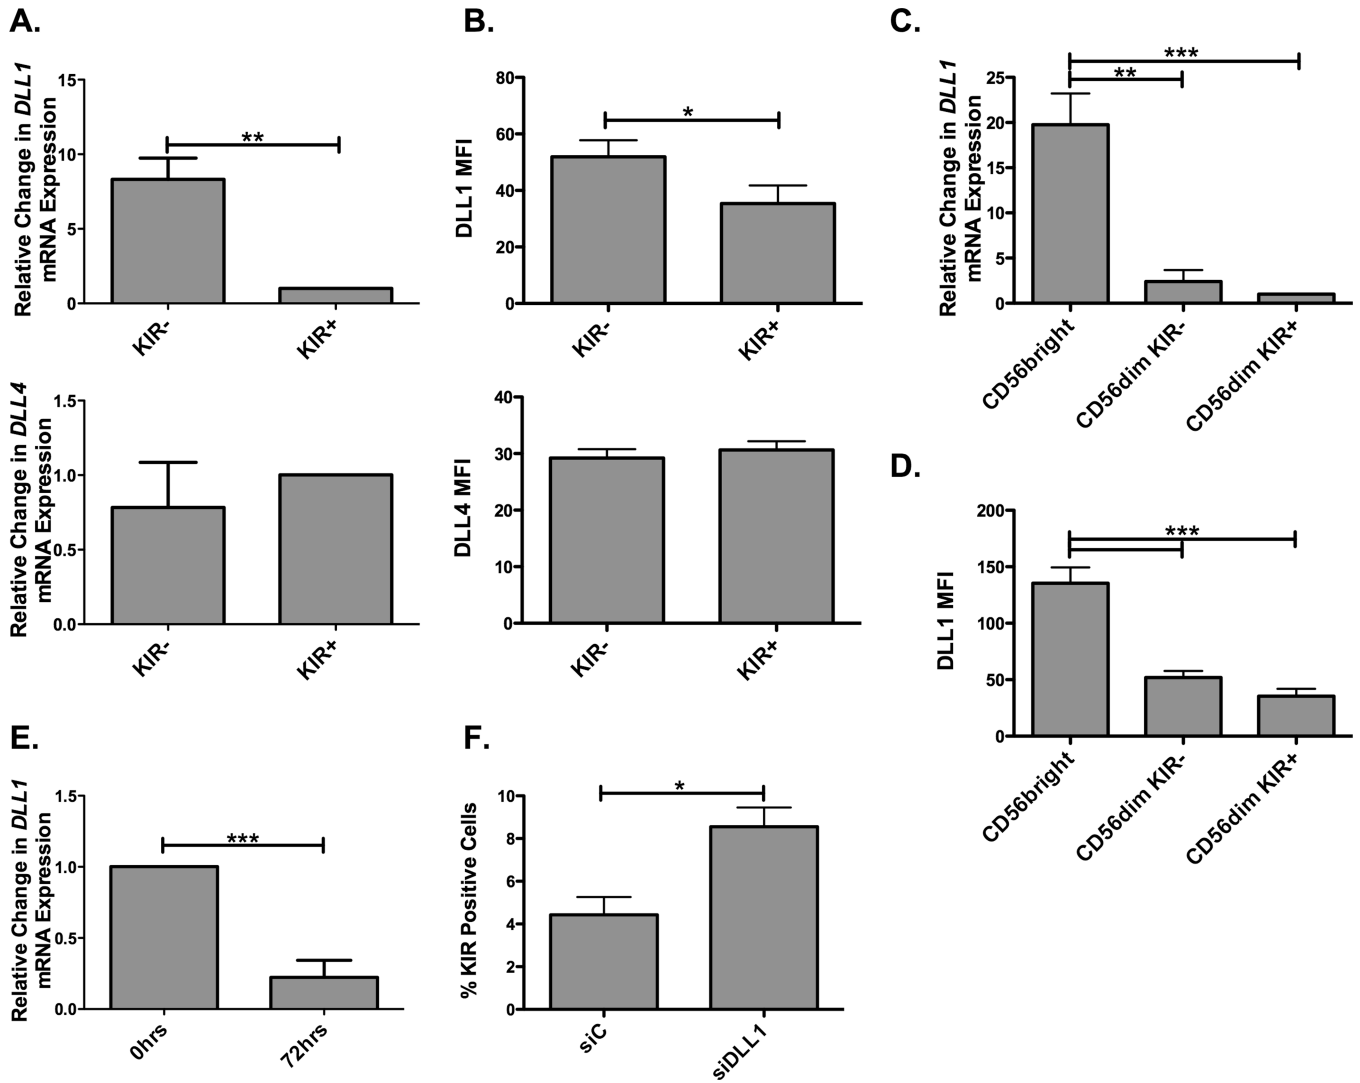 A.
Relative Change in DLL1
mRNA Expression
15
10
5
0
**
KIR-
KIR+
Relative Change in DLL4
mRNA Expression
1.5
1.0
0.5
0.0
KIR-
KIR+
B.
DLL1 MFI
80
60
40
20
0
*
KIR-
KIR+
DLL4 MFI
40
30
20
10
0
KIR-
KIR+
C.
Relative Change in DLL1
mRNA Expression
25
20
15
10
5
0
***
**
CD56bright
CD56dim KIR-
CD56dim KIR+
D.
DLL1 MFI
200
150
100
50
0
***
CD56bright
CD56dim KIR-
CD56dim KIR+
E.
Relative Change in DLL1
mRNA Expression
1.5
1.0
0.5
0.0
***
0hrs
72hrs
F.
% KIR Positive Cells
10
8
6
4
2
0
*
siC
siDLL1